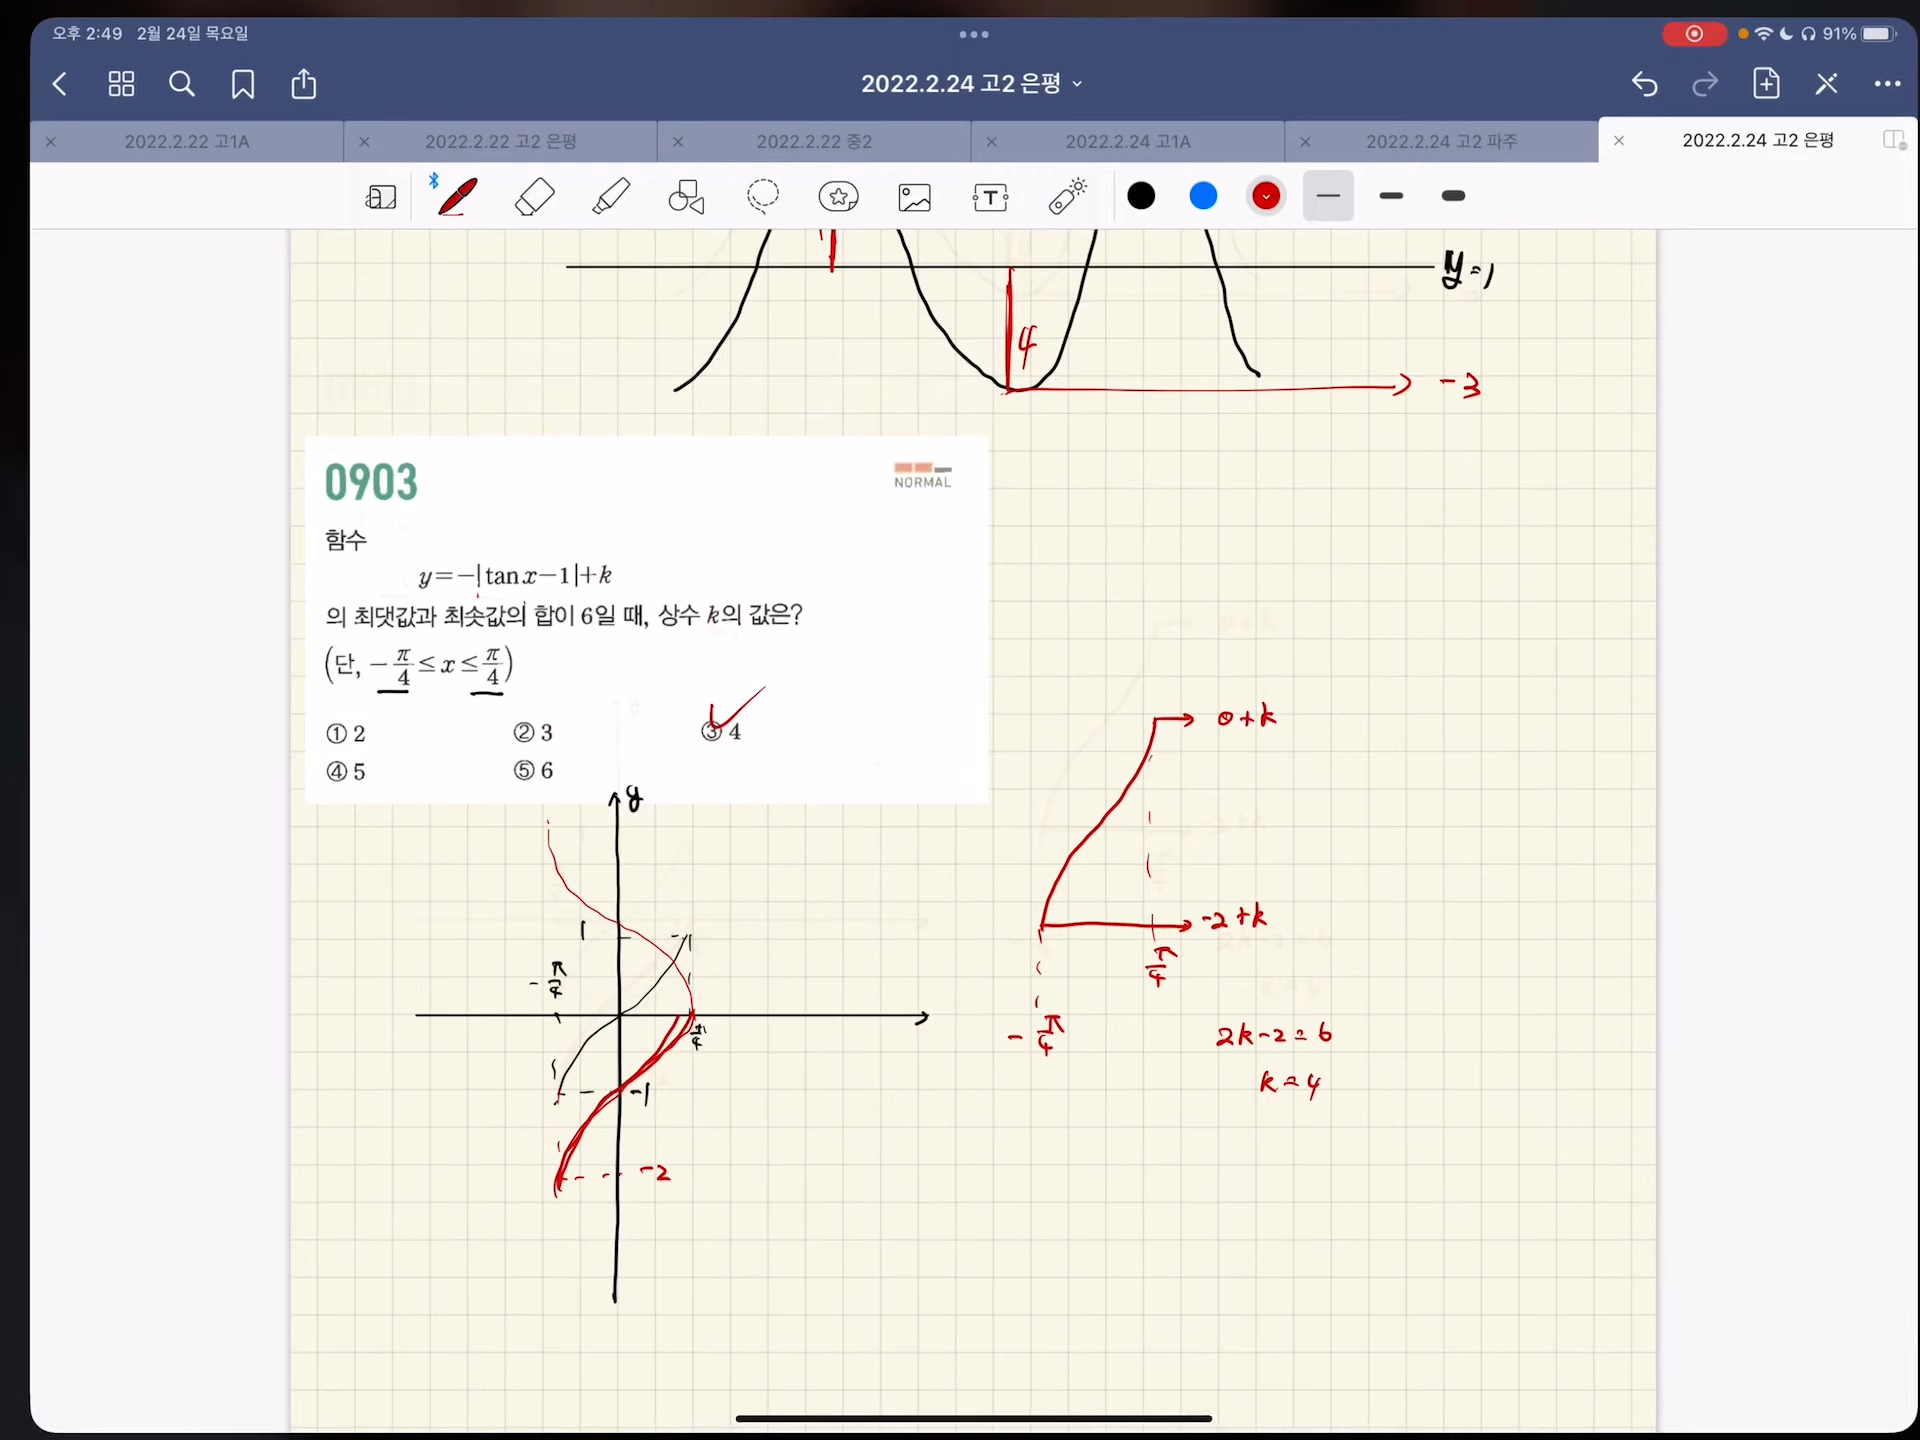 오후 2:49 2월 24일 목요일
91%
2022.2.24 고2 은평
2022.2.22 고1A
2022.2.22 고2 은평
2022.2.22 중2
2022.2.24 고1A
2022.2.24 고2 파주
2022.2.24 고2 은평
T
y=1
4
-3
0903
NORMAL
함수
y=-|tan x-1|+k
의 최댓값과 최솟값의 합이 6일 때, 상수 k의 값은?
(단, -π/4≤x≤π/4)
① 2 ② 3 ③ 4
④ 5 ⑤ 6
y
1
-π/4
π/4
-1
-2
0+k
-2+k
π/4
-π/4
2k-2=6
k=4